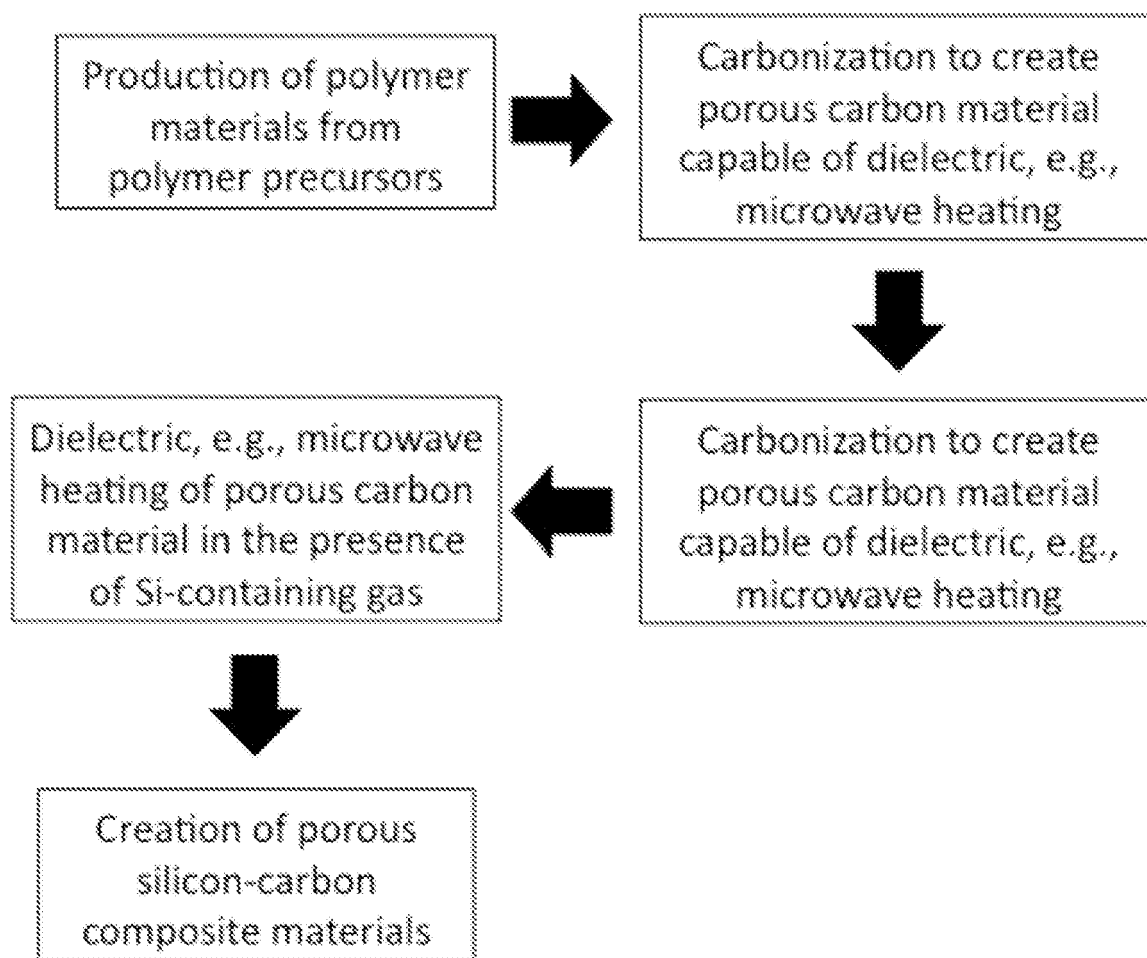 Production of polymer
materials from
polymer precursors
Carbonization to create
porous carbon material
capable of dielectric, e.g.,
microwave heating
Carbonization to create
porous carbon material
capable of dielectric, e.g.,
microwave heating
Dielectric, e.g., microwave
heating of porous carbon
material in the presence
of Si-containing gas
Creation of porous
silicon-carbon
composite materials